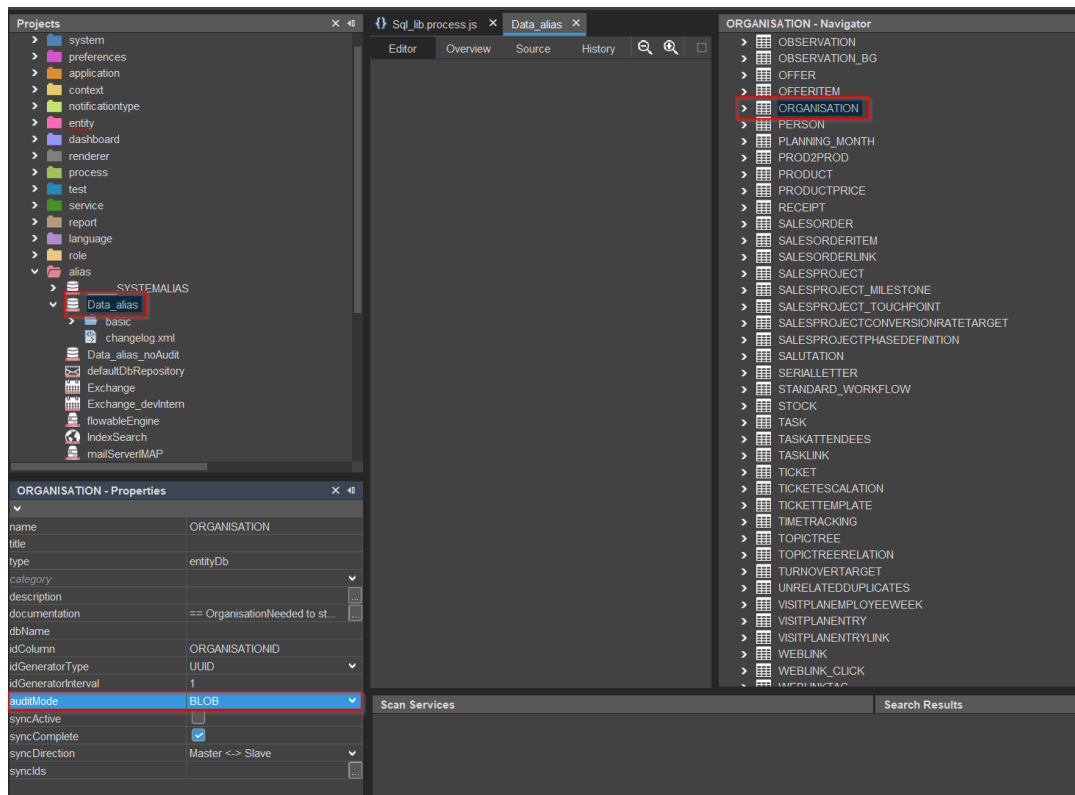 Projects
system
preferences
application
context
notificationtype
entity
dashboard
renderer
process
test
service
report
language
role
alias
____SYSTEMALIAS
Data_alias
basic
changelog.xml
Data_alias_noAudit
defaultDbRepository
Exchange
Exchange_devIntern
flowableEngine
IndexSearch
mailServerIMAP
ORGANISATION - Properties
name ORGANISATION
title
type entityDb
category
description ...
documentation == OrganisationNeeded to st... ...
dbName
idColumn ORGANISATIONID
idGeneratorType UUID
idGeneratorInterval 1
auditMode BLOB
syncActive
syncComplete
syncDirection Master <-> Slave
syncIds ...
{} Sql_lib.process.js Data_alias
Editor Overview Source History
ORGANISATION - Navigator
OBSERVATION
OBSERVATION_BG
OFFER
OFFERITEM
ORGANISATION
PERSON
PLANNING_MONTH
PROD2PROD
PRODUCT
PRODUCTPRICE
RECEIPT
SALESORDER
SALESORDERITEM
SALESORDERLINK
SALESPROJECT
SALESPROJECT_MILESTONE
SALESPROJECT_TOUCHPOINT
SALESPROJECTCONVERSIONRATETARGET
SALESPROJECTPHASEDEFINITION
SALUTATION
SERIALLETTER
STANDARD_WORKFLOW
STOCK
TASK
TASKATTENDEES
TASKLINK
TICKET
TICKETESCALATION
TICKETTEMPLATE
TIMETRACKING
TOPICTREE
TOPICTREERELATION
TURNOVERTARGET
UNRELATEDDUPLICATES
VISITPLANEMPLOYEEWEEK
VISITPLANENTRY
VISITPLANENTRYLINK
WEBLINK
WEBLINK_CLICK
WEBLINKTAG
Scan Services
Search Results